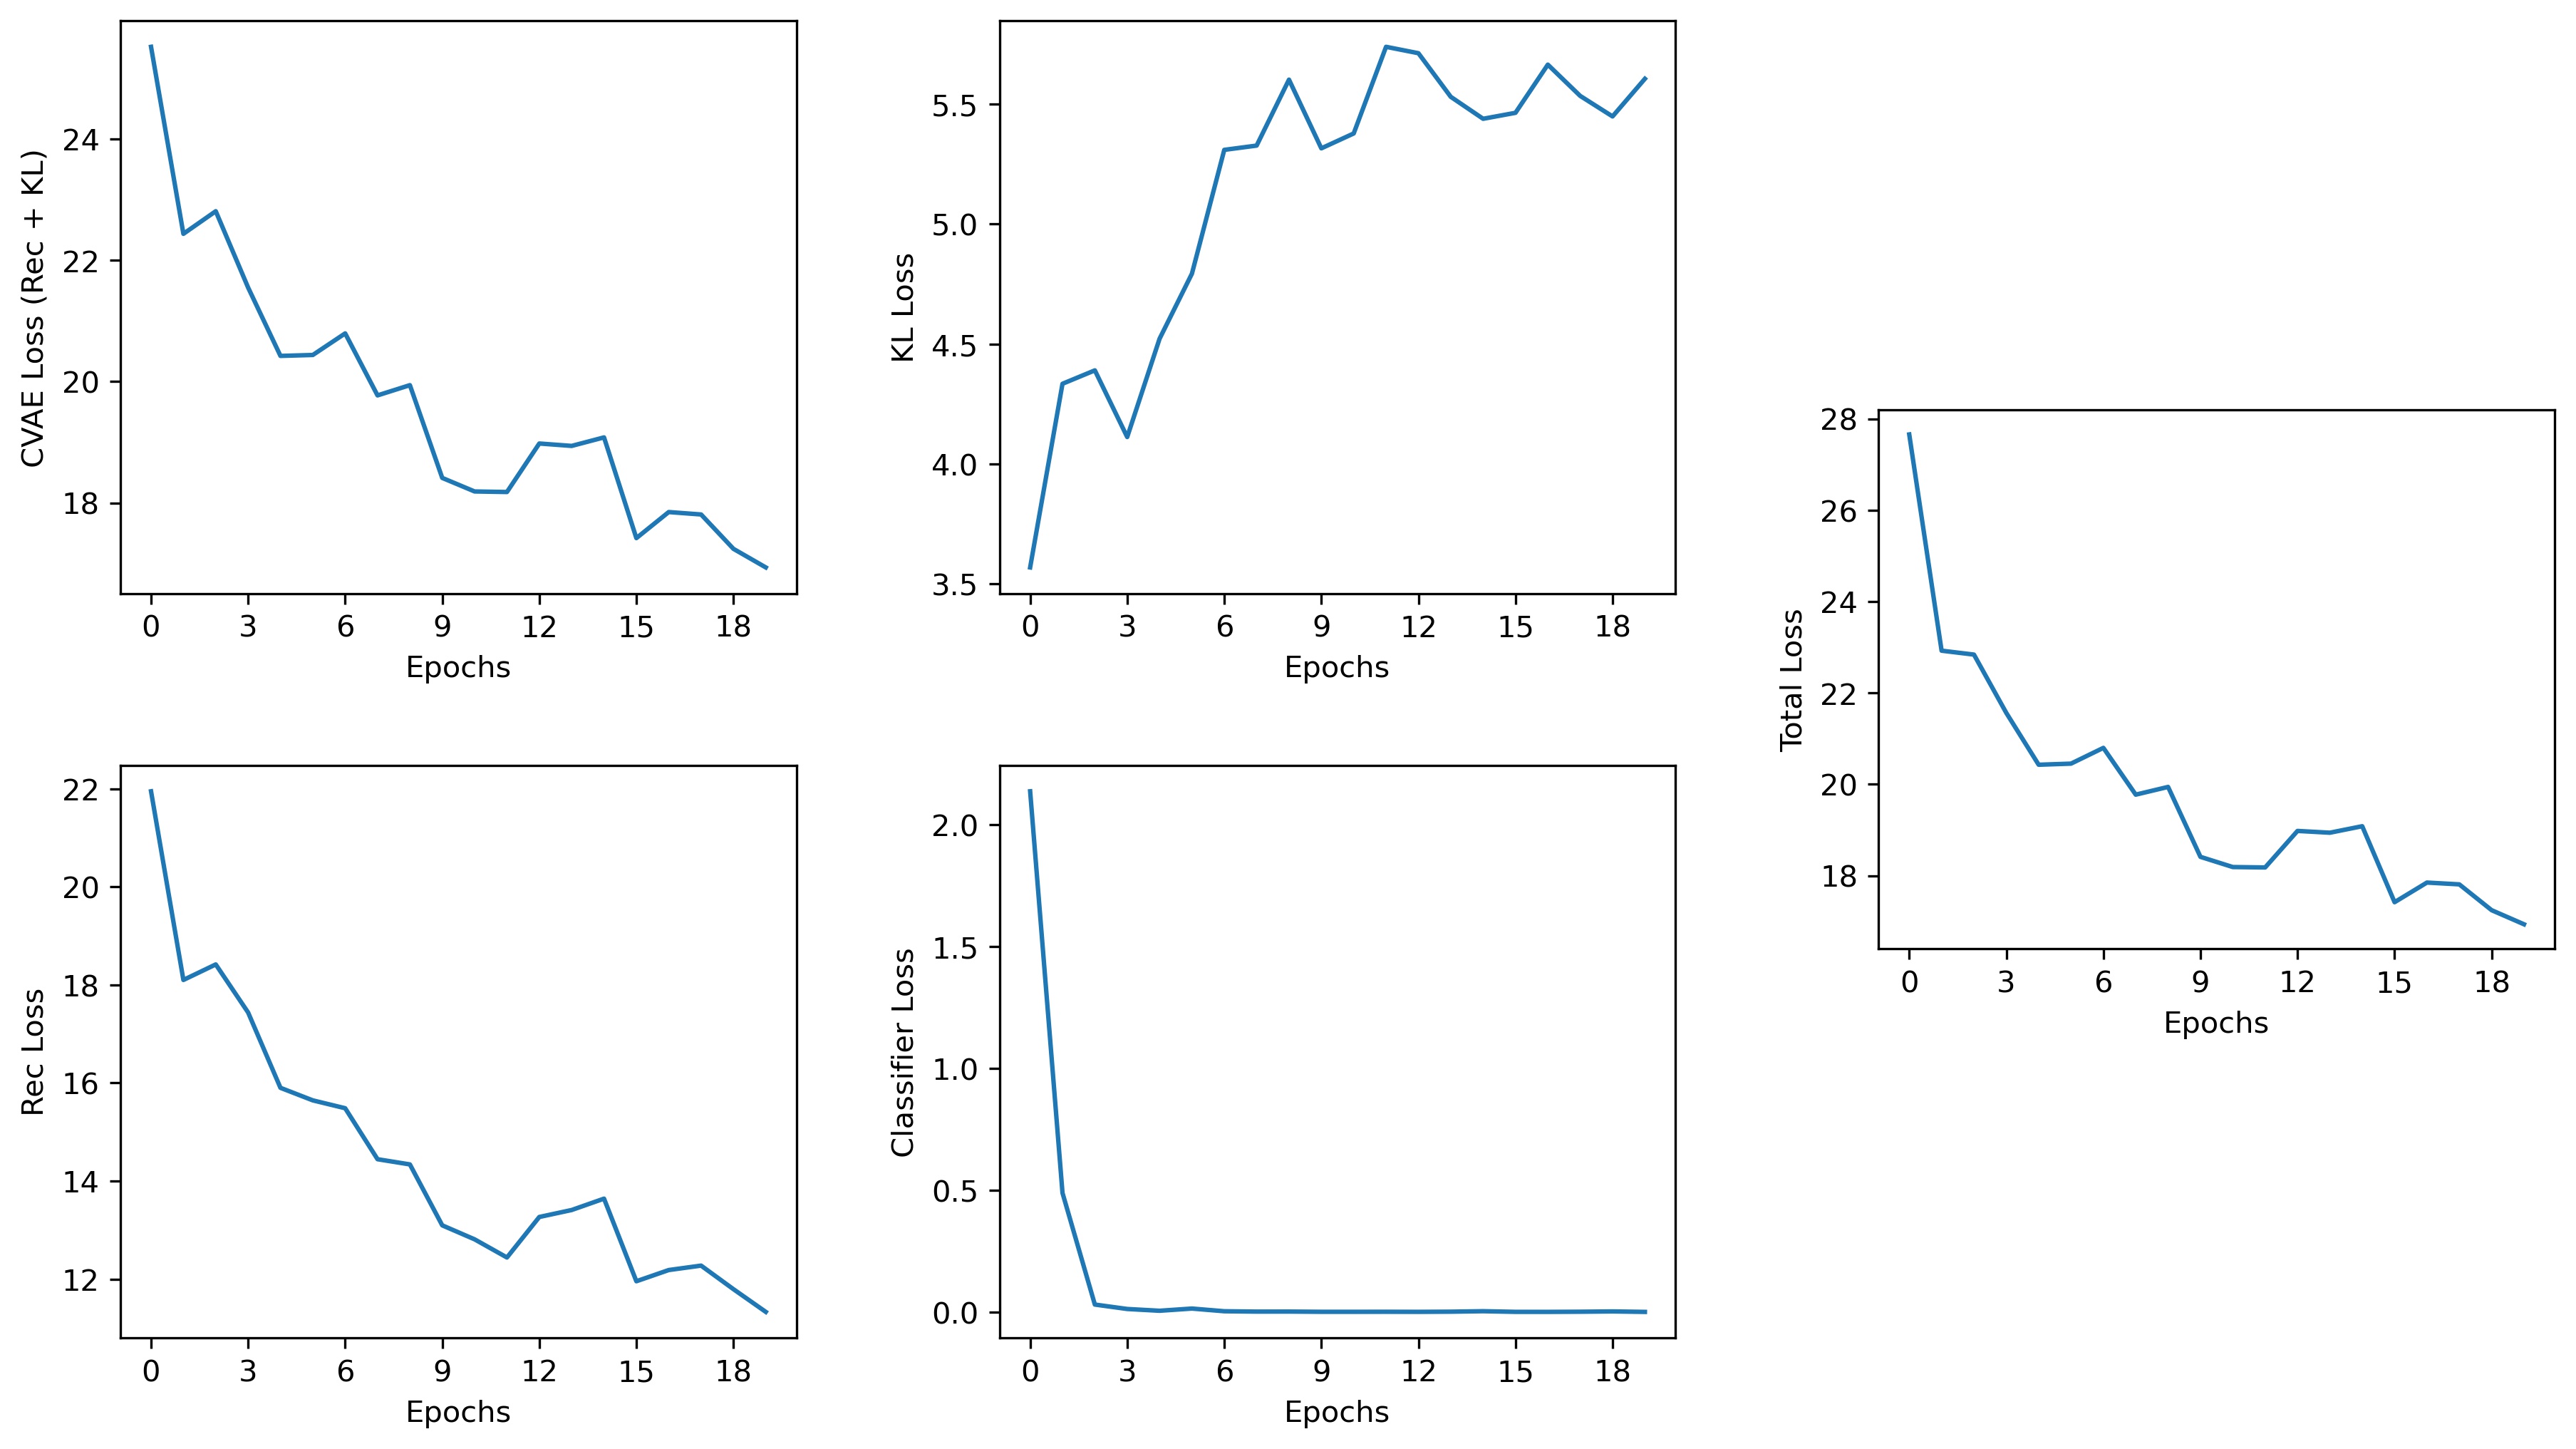 CVAE Loss (Rec + KL)
24
22
20
18
0 3 6 9 12 15 18
Epochs
KL Loss
5.5
5.0
4.5
4.0
3.5
0 3 6 9 12 15 18
Epochs
Rec Loss
22
20
18
16
14
12
0 3 6 9 12 15 18
Epochs
Classifier Loss
2.0
1.5
1.0
0.5
0.0
0 3 6 9 12 15 18
Epochs
Total Loss
28
26
24
22
20
18
0 3 6 9 12 15 18
Epochs